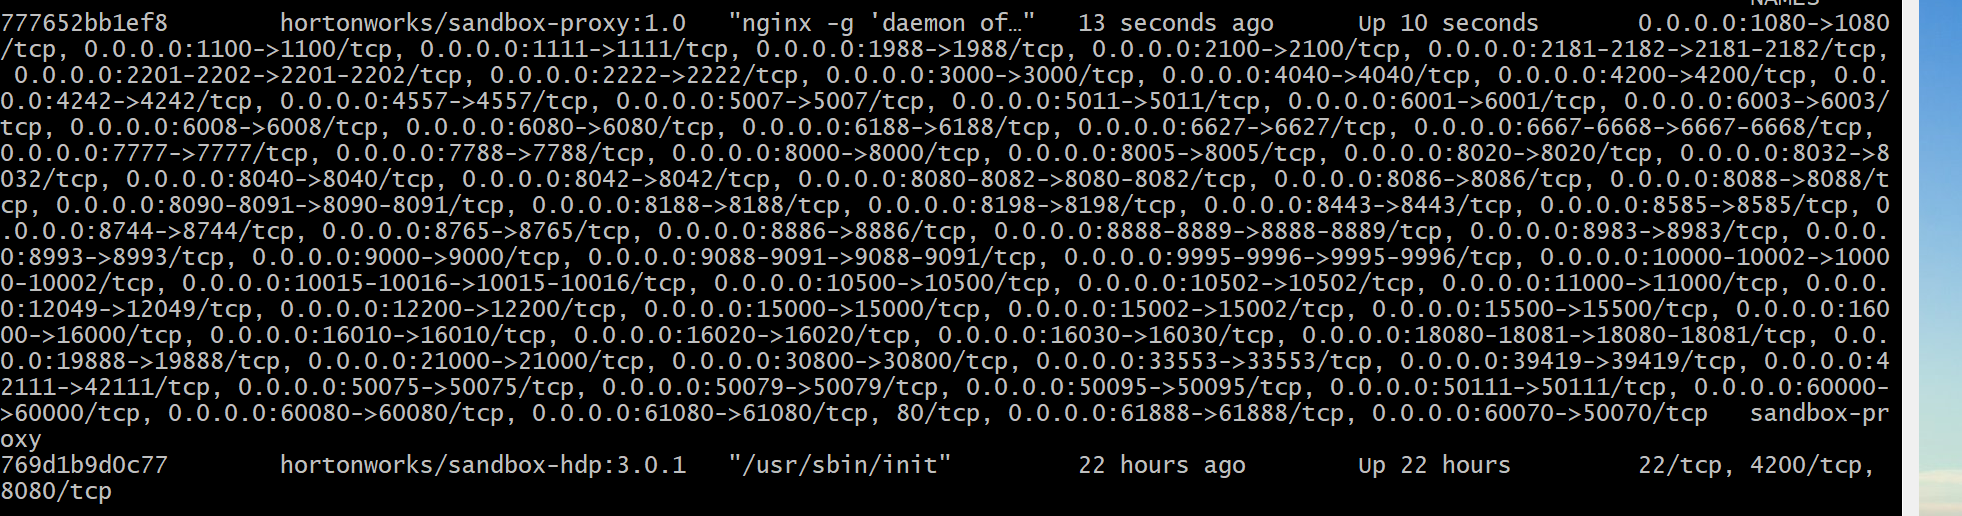 NAMES
777652bb1ef8        hortonworks/sandbox-proxy:1.0   "nginx -g 'daemon of…"   13 seconds ago      Up 10 seconds       0.0.0.0:1080->1080
/tcp, 0.0.0.0:1100->1100/tcp, 0.0.0.0:1111->1111/tcp, 0.0.0.0:1988->1988/tcp, 0.0.0.0:2100->2100/tcp, 0.0.0.0:2181-2182->2181-2182/tcp,
 0.0.0.0:2201-2202->2201-2202/tcp, 0.0.0.0:2222->2222/tcp, 0.0.0.0:3000->3000/tcp, 0.0.0.0:4040->4040/tcp, 0.0.0.0:4200->4200/tcp, 0.0.
0.0:4242->4242/tcp, 0.0.0.0:4557->4557/tcp, 0.0.0.0:5007->5007/tcp, 0.0.0.0:5011->5011/tcp, 0.0.0.0:6001->6001/tcp, 0.0.0.0:6003->6003/
tcp, 0.0.0.0:6008->6008/tcp, 0.0.0.0:6080->6080/tcp, 0.0.0.0:6188->6188/tcp, 0.0.0.0:6627->6627/tcp, 0.0.0.0:6667-6668->6667-6668/tcp,
0.0.0.0:7777->7777/tcp, 0.0.0.0:7788->7788/tcp, 0.0.0.0:8000->8000/tcp, 0.0.0.0:8005->8005/tcp, 0.0.0.0:8020->8020/tcp, 0.0.0.0:8032->8
032/tcp, 0.0.0.0:8040->8040/tcp, 0.0.0.0:8042->8042/tcp, 0.0.0.0:8080-8082->8080-8082/tcp, 0.0.0.0:8086->8086/tcp, 0.0.0.0:8088->8088/t
cp, 0.0.0.0:8090-8091->8090-8091/tcp, 0.0.0.0:8188->8188/tcp, 0.0.0.0:8198->8198/tcp, 0.0.0.0:8443->8443/tcp, 0.0.0.0:8585->8585/tcp, 0
.0.0.0:8744->8744/tcp, 0.0.0.0:8765->8765/tcp, 0.0.0.0:8886->8886/tcp, 0.0.0.0:8888-8889->8888-8889/tcp, 0.0.0.0:8983->8983/tcp, 0.0.0.
0:8993->8993/tcp, 0.0.0.0:9000->9000/tcp, 0.0.0.0:9088-9091->9088-9091/tcp, 0.0.0.0:9995-9996->9995-9996/tcp, 0.0.0.0:10000-10002->1000
0-10002/tcp, 0.0.0.0:10015-10016->10015-10016/tcp, 0.0.0.0:10500->10500/tcp, 0.0.0.0:10502->10502/tcp, 0.0.0.0:11000->11000/tcp, 0.0.0.
0:12049->12049/tcp, 0.0.0.0:12200->12200/tcp, 0.0.0.0:15000->15000/tcp, 0.0.0.0:15002->15002/tcp, 0.0.0.0:15500->15500/tcp, 0.0.0.0:160
00->16000/tcp, 0.0.0.0:16010->16010/tcp, 0.0.0.0:16020->16020/tcp, 0.0.0.0:16030->16030/tcp, 0.0.0.0:18080-18081->18080-18081/tcp, 0.0.
0.0:19888->19888/tcp, 0.0.0.0:21000->21000/tcp, 0.0.0.0:30800->30800/tcp, 0.0.0.0:33553->33553/tcp, 0.0.0.0:39419->39419/tcp, 0.0.0.0:4
2111->42111/tcp, 0.0.0.0:50075->50075/tcp, 0.0.0.0:50079->50079/tcp, 0.0.0.0:50095->50095/tcp, 0.0.0.0:50111->50111/tcp, 0.0.0.0:60000-
>60000/tcp, 0.0.0.0:60080->60080/tcp, 0.0.0.0:61080->61080/tcp, 80/tcp, 0.0.0.0:61888->61888/tcp, 0.0.0.0:60070->50070/tcp   sandbox-pr
oxy
769d1b9d0c77        hortonworks/sandbox-hdp:3.0.1   "/usr/sbin/init"         22 hours ago        Up 22 hours         22/tcp, 4200/tcp,
8080/tcp